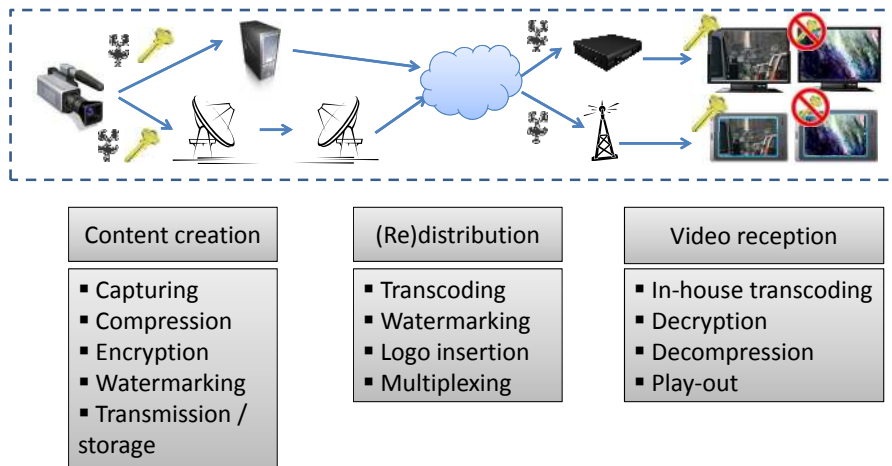 Content creation
▪ Capturing
▪ Compression
▪ Encryption
▪ Watermarking
▪ Transmission /
storage
(Re)distribution
▪ Transcoding
▪ Watermarking
▪ Logo insertion
▪ Multiplexing
Video reception
▪ In-house transcoding
▪ Decryption
▪ Decompression
▪ Play-out